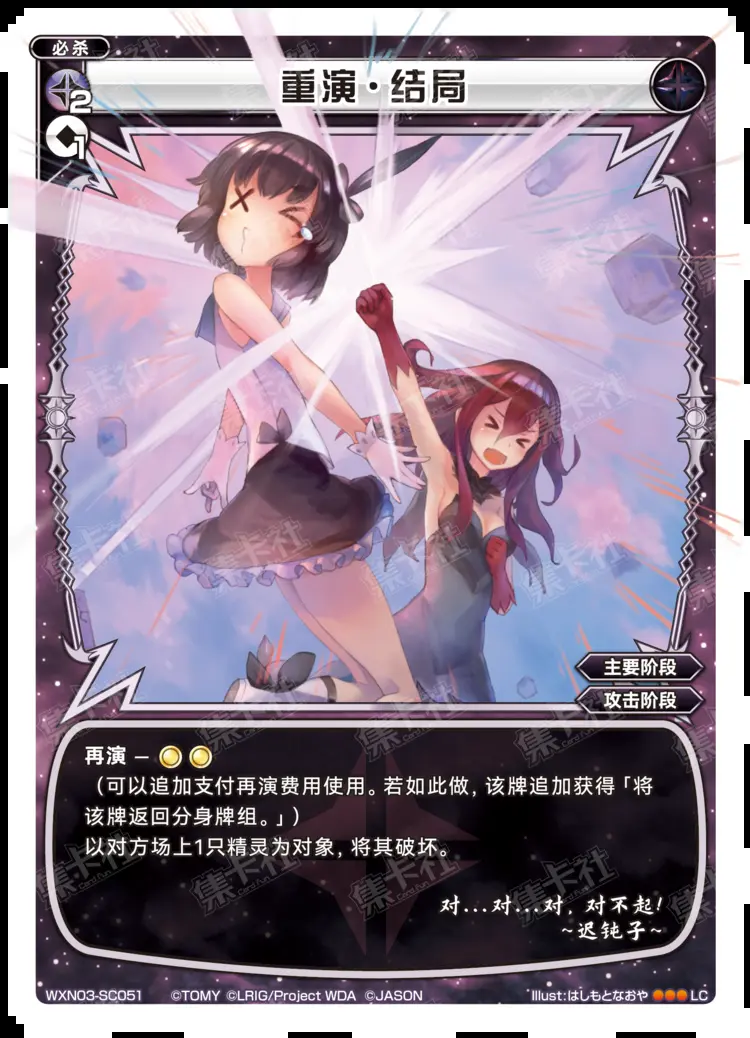 必杀
重演·结局
2
1
主要阶段
攻击阶段
再演 —
(可以追加支付再演费用使用。若如此做,该牌追加获得「将
该牌返回分身牌组。」)
以对方场上1只精灵为对象,将其破坏。
对...对...对,对不起!
~迟钝子~
WXN03-SC051 ©TOMY ©LRIG/Project WDA ©JASON Illust:はしもとなおや LC
集卡社